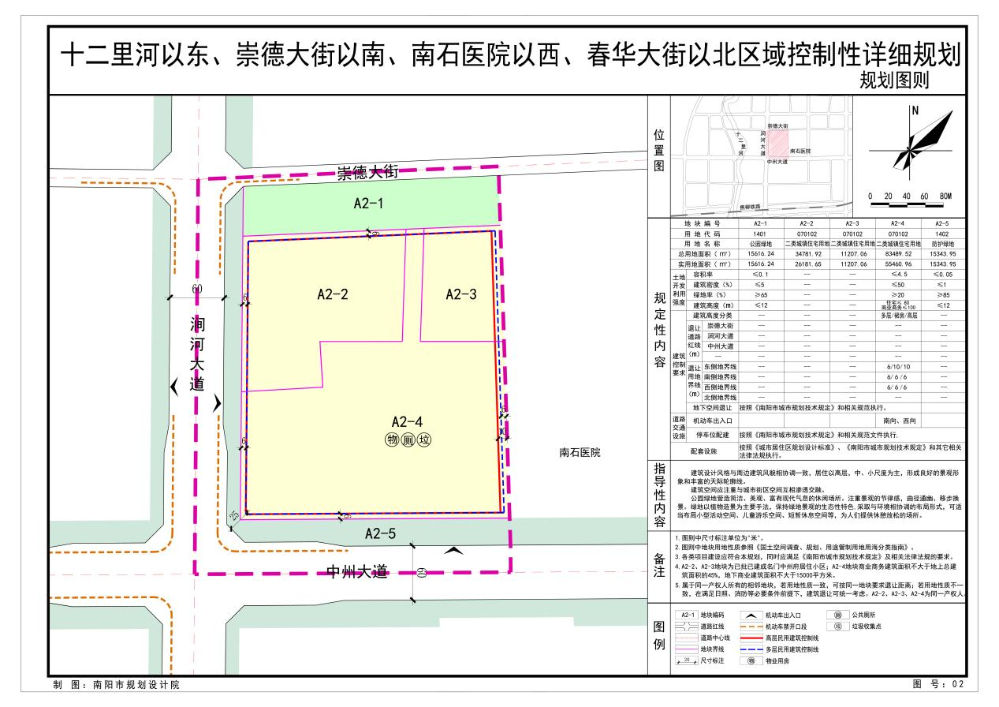 十二里河以东、崇德大街以南、南石医院以西、春华大街以北区域控制性详细规划
规划图则
崇德大街
A2-1
6
60
6
A2-2
A2-3
涧河大道
A2-4
物 厕 垃
6
6
10
南石医院
25
6
A2-5
中州大道
60
位置图
崇德大街
十二里河
涧河大道
南石医院
中州大道
焦柳铁路
N
0 20 40 60 80M
规定性内容
地块编号 A2-1 A2-2 A2-3 A2-4 A2-5
用地代码 1401 070102 070102 070102 1402
用地名称 公园绿地 二类城镇住宅用地 二类城镇住宅用地 二类城镇住宅用地 防护绿地
总用地面积（㎡） 15616.24 34781.92 11207.06 83489.52 15343.95
实用地面积（㎡） 15616.24 26181.65 11207.06 55460.96 15343.95
土地开发利用强度
容积率 ≤0.1 -- -- ≤4.5 ≤0.05
建筑密度（%） ≤5 -- -- ≤50 ≤1
绿地率（%） ≥65 -- -- ≥20 ≥85
建筑高度（m） ≤12 -- -- 住宅≤80 商业商务≤100 ≤12
建筑控制要求
建筑高度分类 -- -- -- 多层/裙房/高层 --
退让道路红线(m)
崇德大街 -- -- -- -- --
涧河大道 -- -- -- -- --
中州大道 -- -- -- -- --
-- -- -- -- -- --
退让用地界线(m)
东侧地界线 -- -- -- 6/10/10 --
南侧地界线 -- -- -- 6/6/6 --
西侧地界线 -- -- -- 6/6/6 --
北侧地界线 -- -- -- -- --
地下空间退让 按照《南阳市城市规划技术规定》和相关规范执行。
道路交通设施
机动车出入口 南向、西向
停车位配建 按照《南阳市城市规划技术规定》和相关规范文件执行.
配套设施 按照《城市居住区规划设计标准》、《南阳市城市规划技术规定》和其它相关
法律法规执行。
指导性内容
建筑设计风格与周边建筑风貌相协调一致，居住以高层，中、小尺度为主，形成良好的景观形
象和丰富的天际轮廓线。
建筑空间应注重与城市街区空间互相渗透交融。
公园绿地营造简洁、美观、富有现代气息的休闲场所。注重景观的节律感，曲径通幽、移步换
景。绿地以植物造景为主要手法，保持绿地景观的生态性特色.采取与环境相协调的布局形式，可适
当布局小型活动空间、儿童游乐空间、短暂休息空间等，为人们提供休憩放松的场所。
备注
1.图则中尺寸标注单位为"米"。
2.图则中地块用地性质参照《国土空间调查、规划、用途管制用地用海分类指南》。
3.各类项目建设应符合本规划，同时应满足《南阳市城市规划技术规定》及相关法律法规的要求。
4.A2-2、A2-3地块为已批已建成名门中州府居住小区；A2-4地块商业商务建筑面积不大于地上总建
筑面积的45%，地下商业建筑面积不大于15000平方米。
5.属于同一产权人所有的相邻地块，若用地性质一致，可按同一地块要求退让距离；若用地性质不一
致，在满足日照、消防等必要条件前提下，建筑退让可统一考虑。A2-2、A2-3、A2-4为同一产权人.
图例
A2-1 地块编码 机动车出入口 厕 公共厕所
道路红线 机动车禁开口段 垃 垃圾收集点
道路中心线 高层民用建筑控制线
地块界线 多层民用建筑控制线
20 尺寸标注 物 物业用房
制 图：南阳市规划设计院
图 号：02